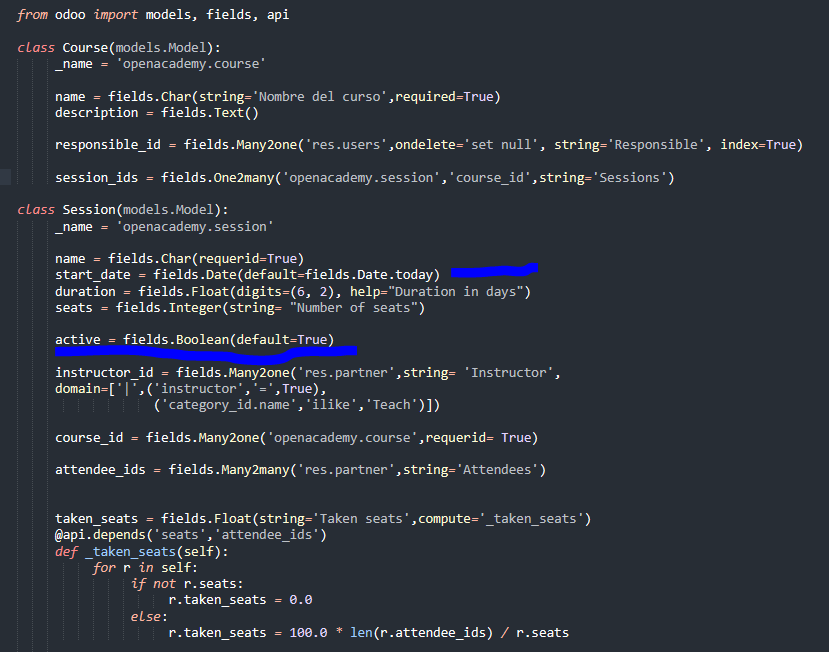 from odoo import models, fields, api
class Course(models.Model):
_name = 'openacademy.course'
name = fields.Char(string='Nombre del curso',required=True)
description = fields.Text()
responsible_id = fields.Many2one('res.users',ondelete='set null', string='Responsible', index=True)
session_ids = fields.One2many('openacademy.session','course_id',string='Sessions')
class Session(models.Model):
_name = 'openacademy.session'
name = fields.Char(requerid=True)
start_date = fields.Date(default=fields.Date.today)
duration = fields.Float(digits=(6, 2), help="Duration in days")
seats = fields.Integer(string= "Number of seats")
active = fields.Boolean(default=True)
instructor_id = fields.Many2one('res.partner',string= 'Instructor',
domain=['|',('instructor','=',True),
('category_id.name','ilike','Teach')])
course_id = fields.Many2one('openacademy.course',requerid= True)
attendee_ids = fields.Many2many('res.partner',string='Attendees')
taken_seats = fields.Float(string='Taken seats',compute='_taken_seats')
@api.depends('seats','attendee_ids')
def _taken_seats(self):
for r in self:
if not r.seats:
r.taken_seats = 0.0
else:
r.taken_seats = 100.0 * len(r.attendee_ids) / r.seats